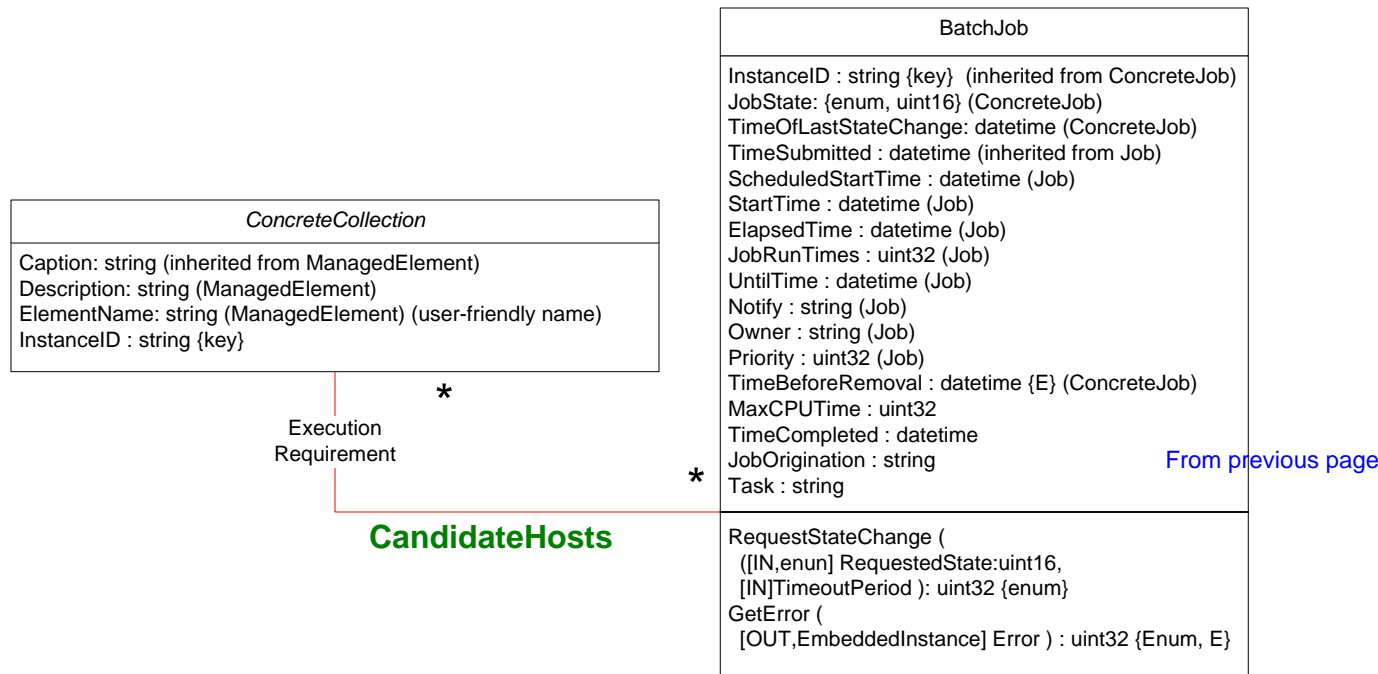 BatchJob
InstanceID : string {key}  (inherited from ConcreteJob)
JobState: {enum, uint16} (ConcreteJob)
TimeOfLastStateChange: datetime (ConcreteJob)
TimeSubmitted : datetime (inherited from Job)
ScheduledStartTime : datetime (Job)
StartTime : datetime (Job)
ElapsedTime : datetime (Job)
JobRunTimes : uint32 (Job)
UntilTime : datetime (Job)
Notify : string (Job)
Owner : string (Job)
Priority : uint32 (Job)
TimeBeforeRemoval : datetime {E} (ConcreteJob)
MaxCPUTime : uint32
TimeCompleted : datetime
JobOrigination : string
Task : string
From previous page
RequestStateChange (
([IN,enun] RequestedState:uint16,
[IN]TimeoutPeriod ): uint32 {enum}
GetError (
[OUT,EmbeddedInstance] Error ) : uint32 {Enum, E}
ConcreteCollection
Caption: string (inherited from ManagedElement)
Description: string (ManagedElement)
ElementName: string (ManagedElement) (user-friendly name)
InstanceID : string {key}
*
Execution
Requirement
*
CandidateHosts